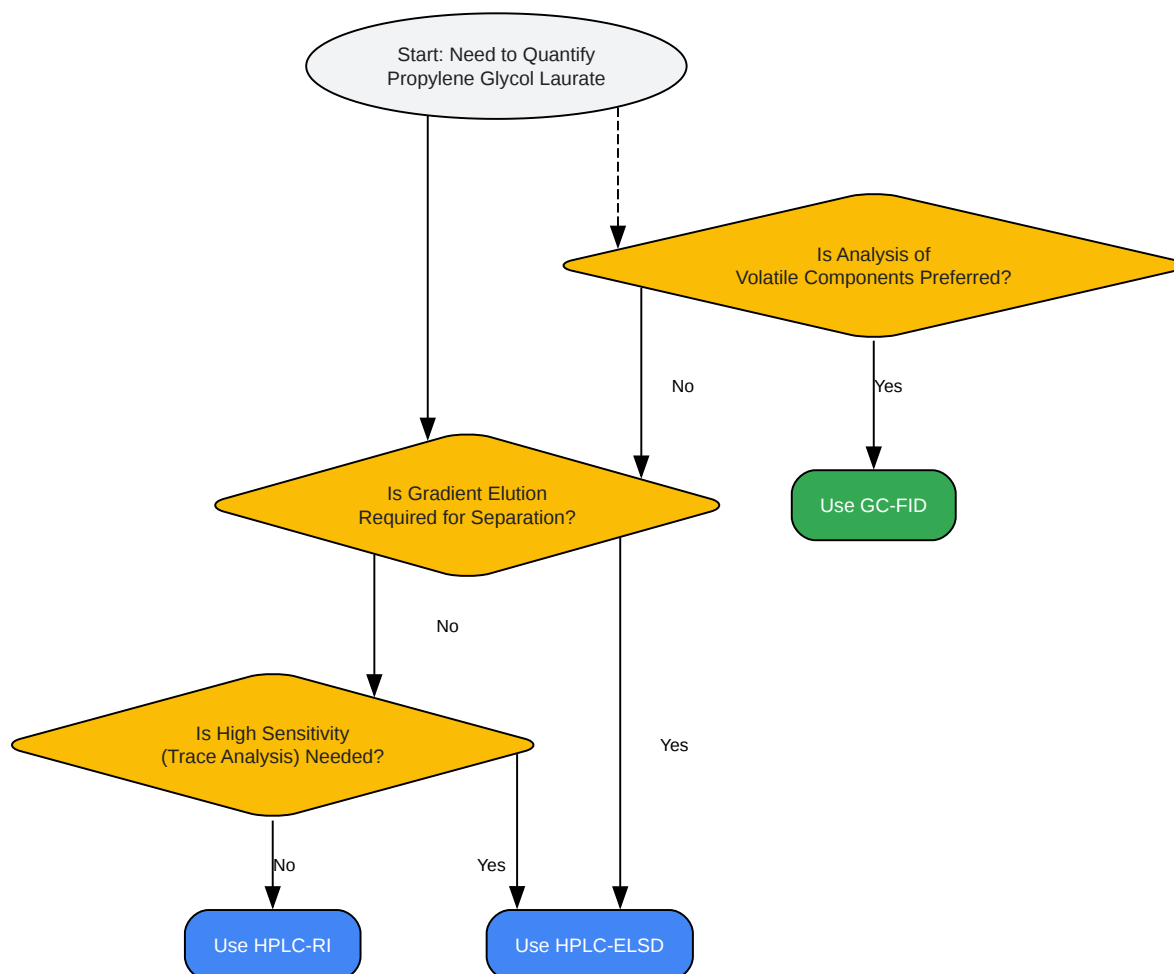 Start: Need to Quantify
Propylene Glycol Laurate
Is Analysis of
Volatile Components Preferred?
No
Yes
Is Gradient Elution
Required for Separation?
Use GC-FID
No
Is High Sensitivity
(Trace Analysis) Needed?
Yes
No
Yes
Use HPLC-RI
Use HPLC-ELSD